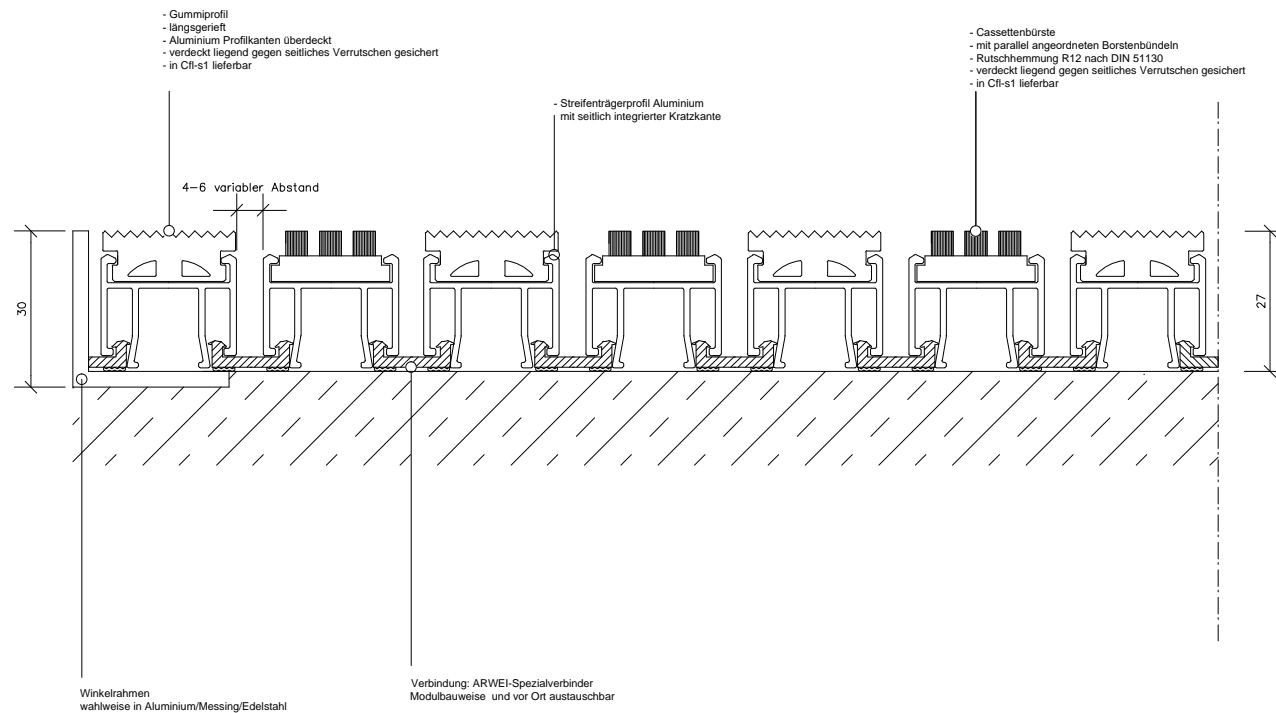 - Gummiprofil
- längsgerieft
- Aluminium Profilkanten überdeckt
- verdeckt liegend gegen seitliches Verrutschen gesichert
- in Cfl-s1 lieferbar
- Cassettenbürste
- mit parallel angeordneten Borstenbündeln
- Rutschhemmung R12 nach DIN 51130
- verdeckt liegend gegen seitliches Verrutschen gesichert
- in Cfl-s1 lieferbar
- Streifenträgerprofil Aluminium
mit seitlich integrierter Kratzkante
4-6 variabler Abstand
30
27
Winkelrahmen
wahlweise in Aluminium/Messing/Edelstahl
Verbindung: ARWEI-Spezialverbinder
Modulbauweise und vor Ort austauschbar